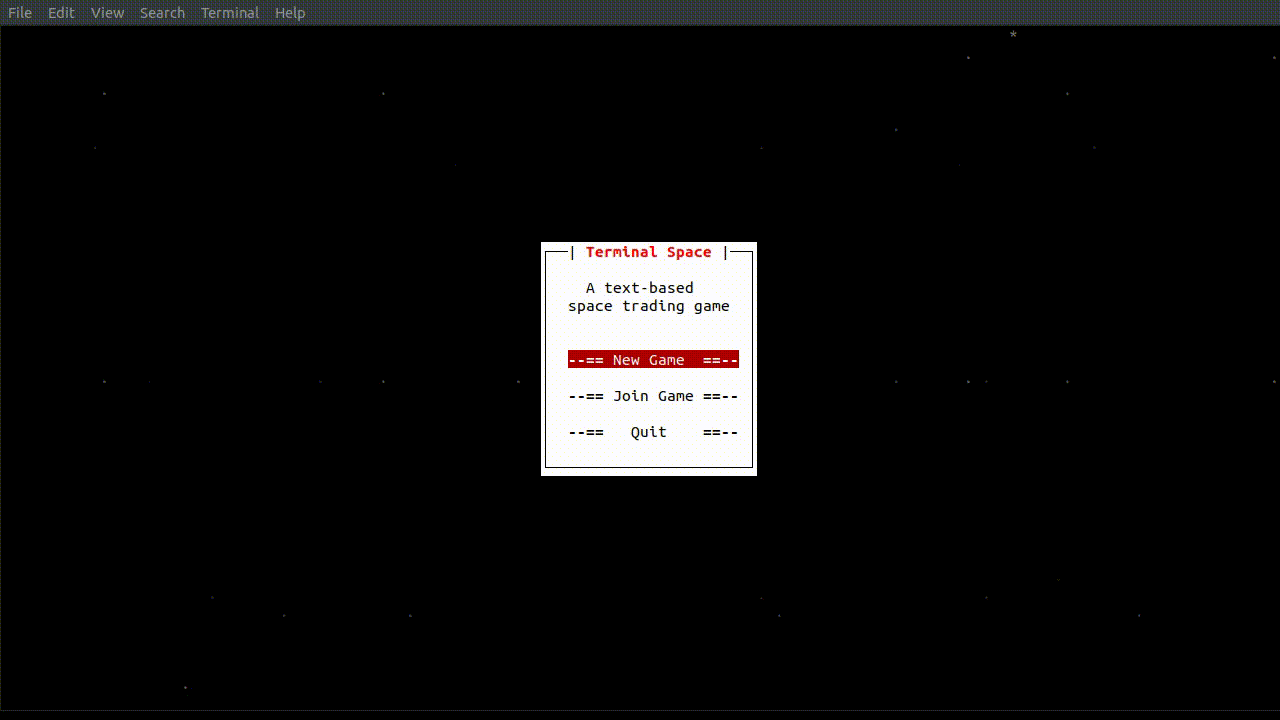 File Edit View Search Terminal Help
*
| Terminal Space |
A text-based
space trading game
--== New Game ==--
--== Join Game ==--
--== Quit ==--